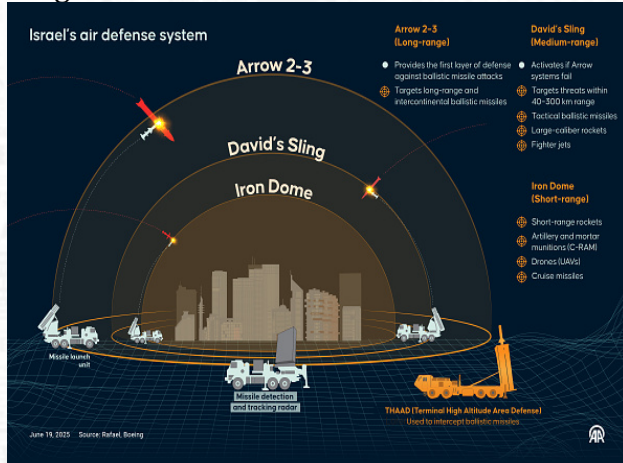 Israel's air defense system
Arrow 2-3
David's Sling
Iron Dome
Arrow 2-3
(Long-range)
Provides the first layer of defense
against ballistic missile attacks
Targets long-range and
intercontinental ballistic missiles
David's Sling
(Medium-range)
Activates if Arrow
systems fail
Targets threats within
40-300 km range
Tactical ballistic missiles
Large-caliber rockets
Fighter jets
Iron Dome
(Short-range)
Short-range rockets
Artillery and mortar
munitions (C-RAM)
Drones (UAVs)
Cruise missiles
Missile launch
unit
Missile detection
and tracking radar
THAAD (Terminal High Altitude Area Defense)
Used to intercept ballistic missiles
June 19, 2025 Source: Rafael, Boeing
AA